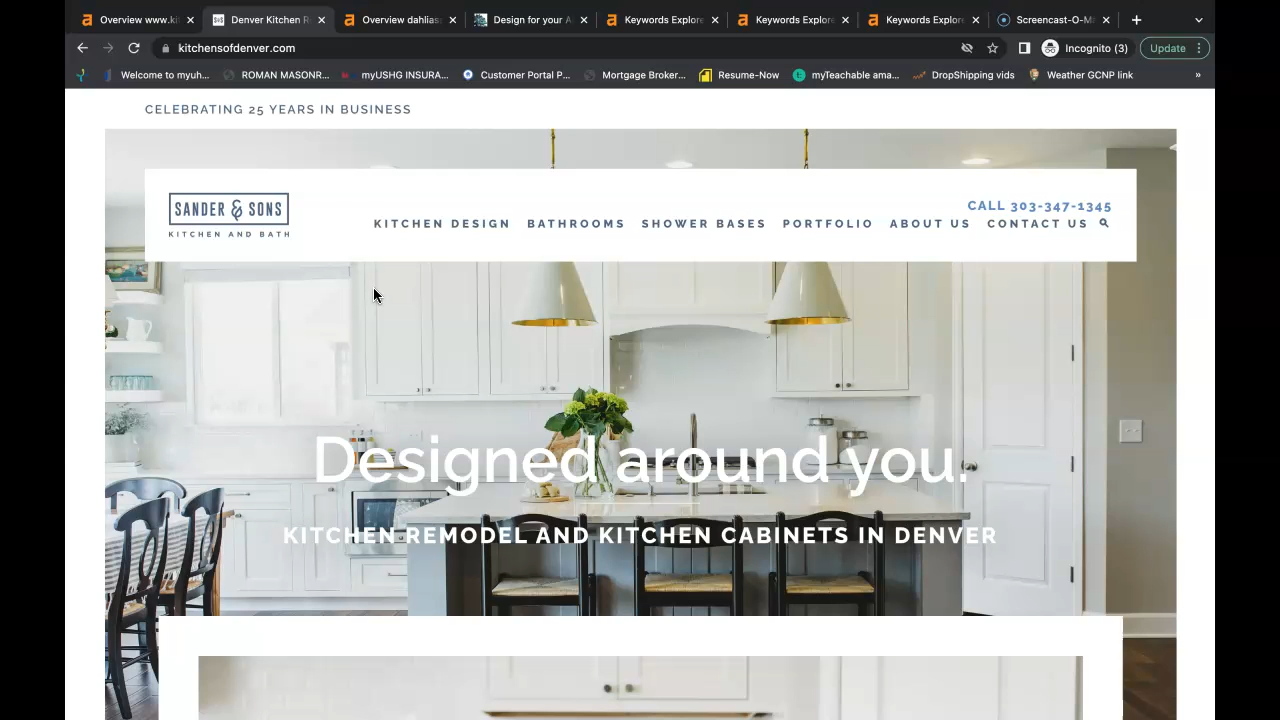 Overview www.ki
Denver Kitchen R
Overview dahlias
Design for your A
Keywords Explore
Keywords Explore
Keywords Explore
Screencast-O-M
kitchensofdenver.com
Incognito (3)
Update
Welcome to myuh...
ROMAN MASONR...
myUSHG INSURA...
Customer Portal P...
Mortgage Broker...
Resume-Now
myTeachable ama...
DropShipping vids
Weather GCNP link
»
CELEBRATING 25 YEARS IN BUSINESS
SANDER & SONS
KITCHEN AND BATH
CALL 303-347-1345
KITCHEN DESIGN BATHROOMS SHOWER BASES PORTFOLIO ABOUT US CONTACT US
Designed around you.
KITCHEN REMODEL AND KITCHEN CABINETS IN DENVER